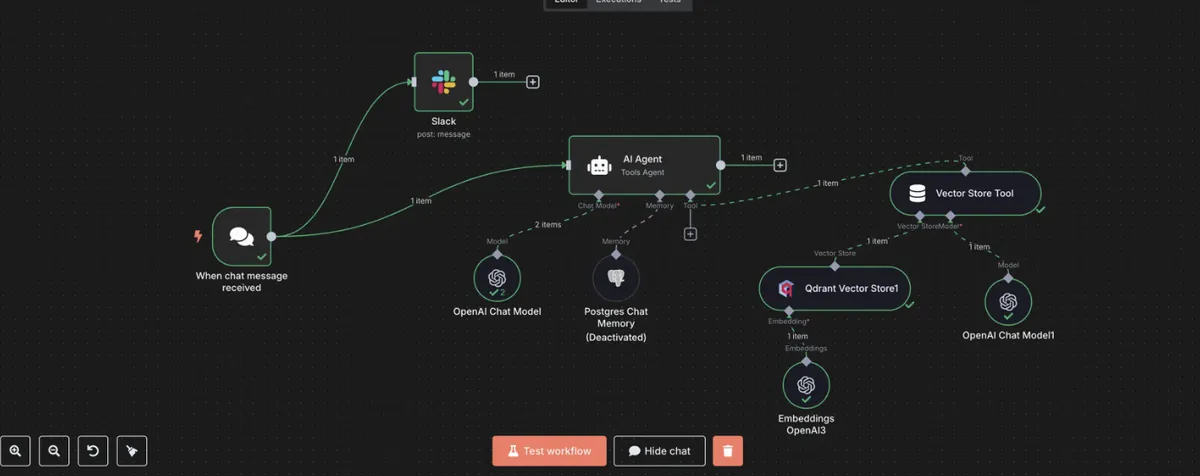 Editor Executions Tests
1 item
Slack
post: message
1 item
AI Agent
Tools Agent
1 item
1 item
Chat Model*
Memory
Tool
2 items
1 item
Tool
Vector Store Tool
Vector Store
Model*
1 item
1 item
When chat message
received
Model
OpenAI Chat Model
2
Memory
Postgres Chat
Memory
(Deactivated)
Vector Store
Qdrant Vector Store1
Embedding*
1 item
Embeddings
Embeddings
OpenAI3
Model
OpenAI Chat Model1
Test workflow
Hide chat